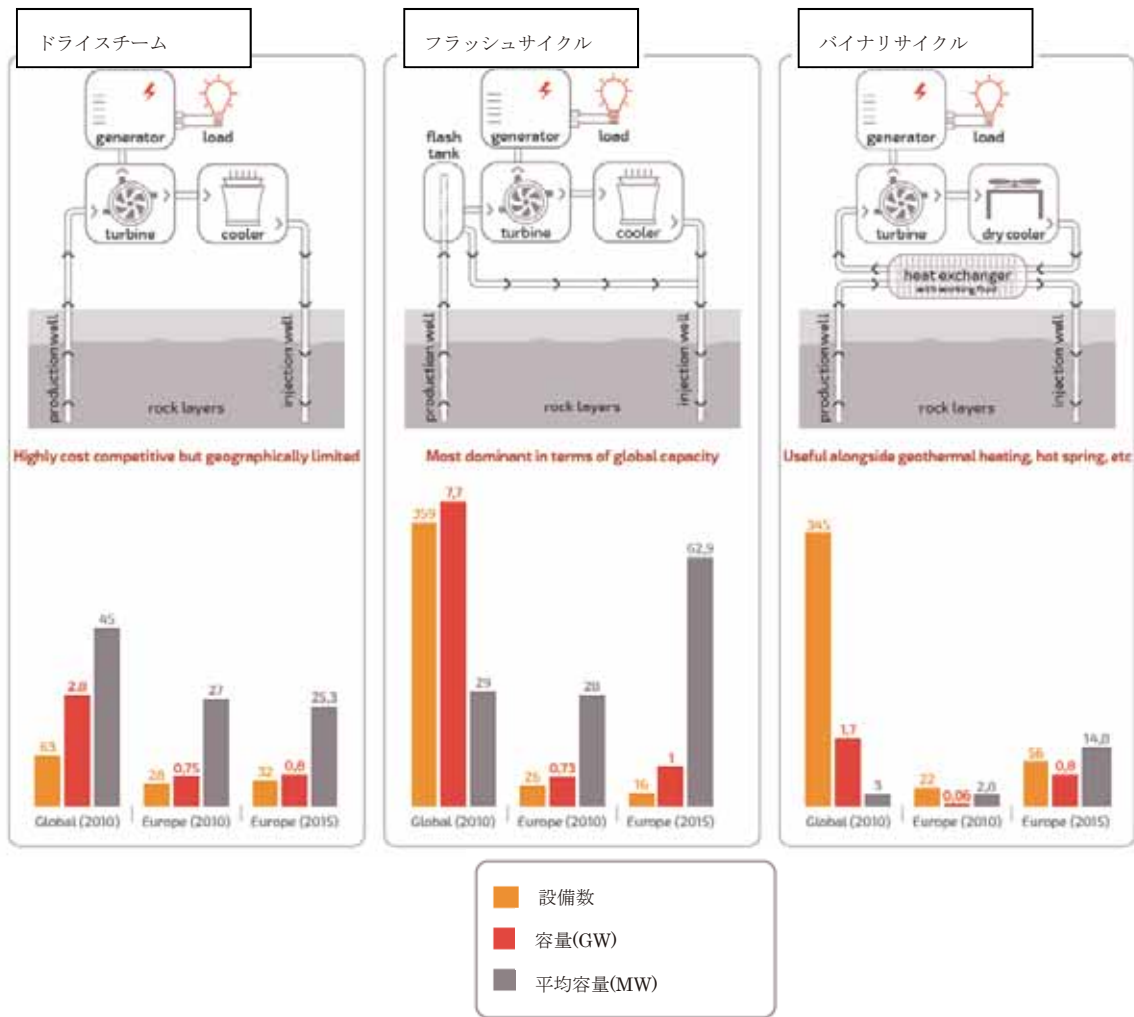 ドライスチーム
generator
load
turbine
cooler
production well
injection well
rock layers
Highly cost competitive but geographically limited
63
2.8
45
28
0,75
27
32
0,8
25,3
Global (2010)
Europe (2010)
Europe (2015)
フラッシュサイクル
flash
tank
generator
load
turbine
cooler
production well
injection well
rock layers
Most dominant in terms of global capacity
359
7,7
29
26
0,73
28
16
1
62,9
Global (2010)
Europe (2010)
Europe (2015)
バイナリサイクル
generator
load
turbine
dry cooler
heat exchanger
with working fluid
production well
injection well
rock layers
Useful alongside geothermal heating, hot spring, etc
345
1,7
3
22
0,06
2,8
56
0,8
14,8
Global (2010)
Europe (2010)
Europe (2015)
設備数
容量(GW)
平均容量(MW)